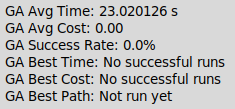 GA Avg Time: 23.020126 s
GA Avg Cost: 0.00
GA Success Rate: 0.0%
GA Best Time: No successful runs
GA Best Cost: No successful runs
GA Best Path: Not run yet